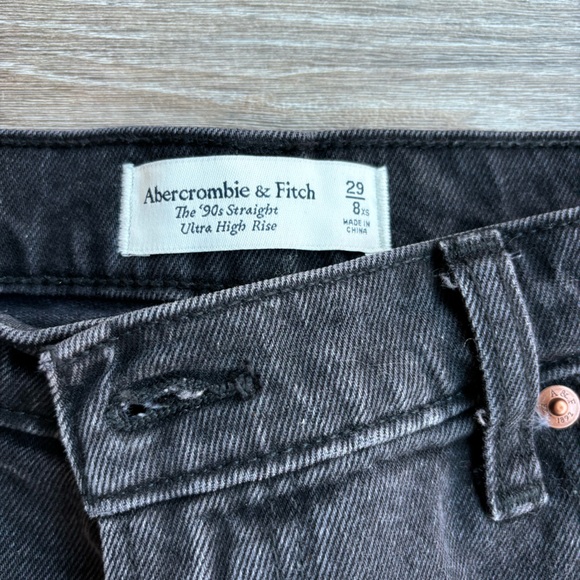 Abercrombie & Fitch
The '90s Straight
Ultra High Rise
29
8XS
MADE IN
CHINA